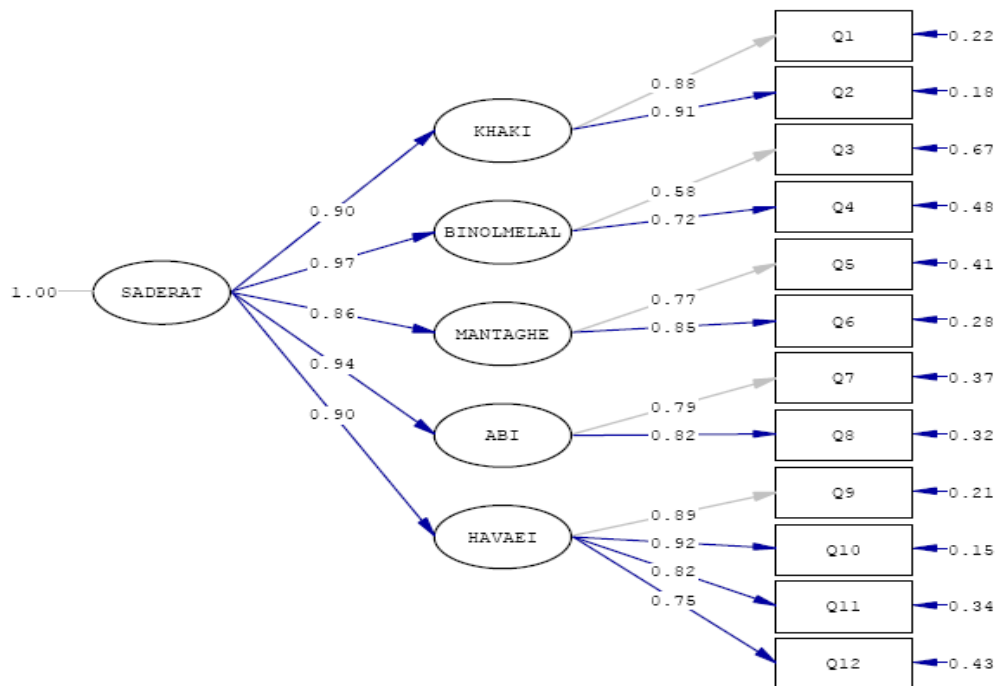 Q1
0.22
0.88
Q2
0.18
0.91
KHAKI
Q3
0.67
0.58
Q4
0.48
0.90
0.72
BINOLMELAL
0.97
Q5
0.41
0.77
1.00
SADERAT
0.86
MANTAGHE
0.85
Q6
0.28
0.94
Q7
0.37
0.79
0.90
ABI
0.82
Q8
0.32
Q9
0.21
0.89
HAVAEI
0.92
Q10
0.15
0.82
0.75
Q11
0.34
Q12
0.43